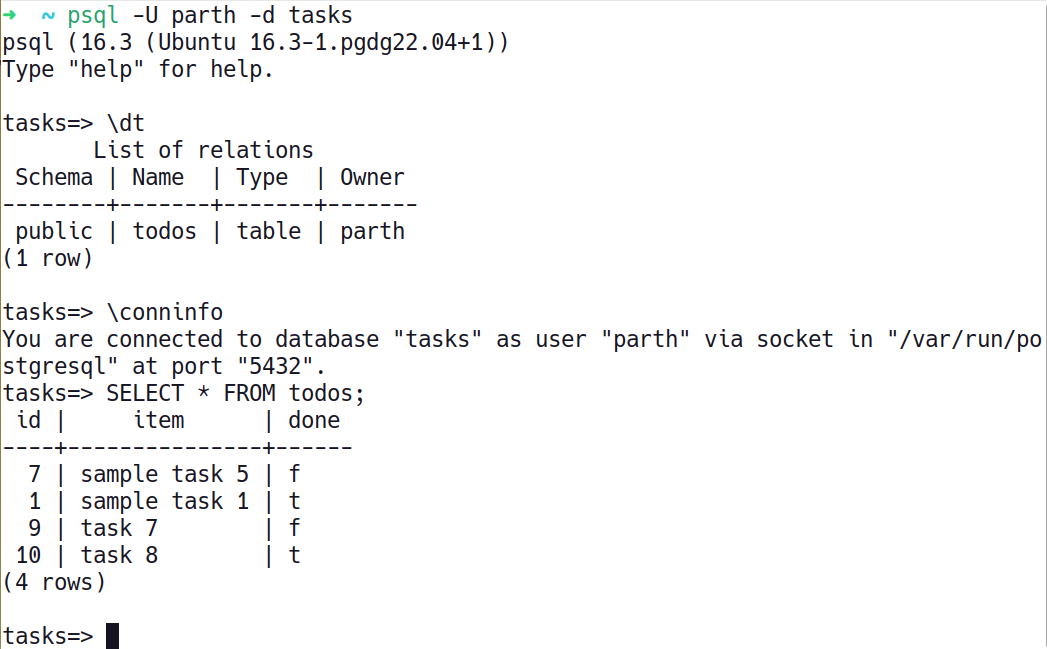 ➜  ~ psql -U parth -d tasks
psql (16.3 (Ubuntu 16.3-1.pgdg22.04+1))
Type "help" for help.

tasks=> \dt
       List of relations
 Schema | Name  | Type  | Owner
--------+-------+-------+-------
 public | todos | table | parth
(1 row)

tasks=> \conninfo
You are connected to database "tasks" as user "parth" via socket in "/var/run/po
stgresql" at port "5432".
tasks=> SELECT * FROM todos;
 id |     item      | done
----+---------------+------
  7 | sample task 5 | f
  1 | sample task 1 | t
  9 | task 7        | f
 10 | task 8        | t
(4 rows)

tasks=>